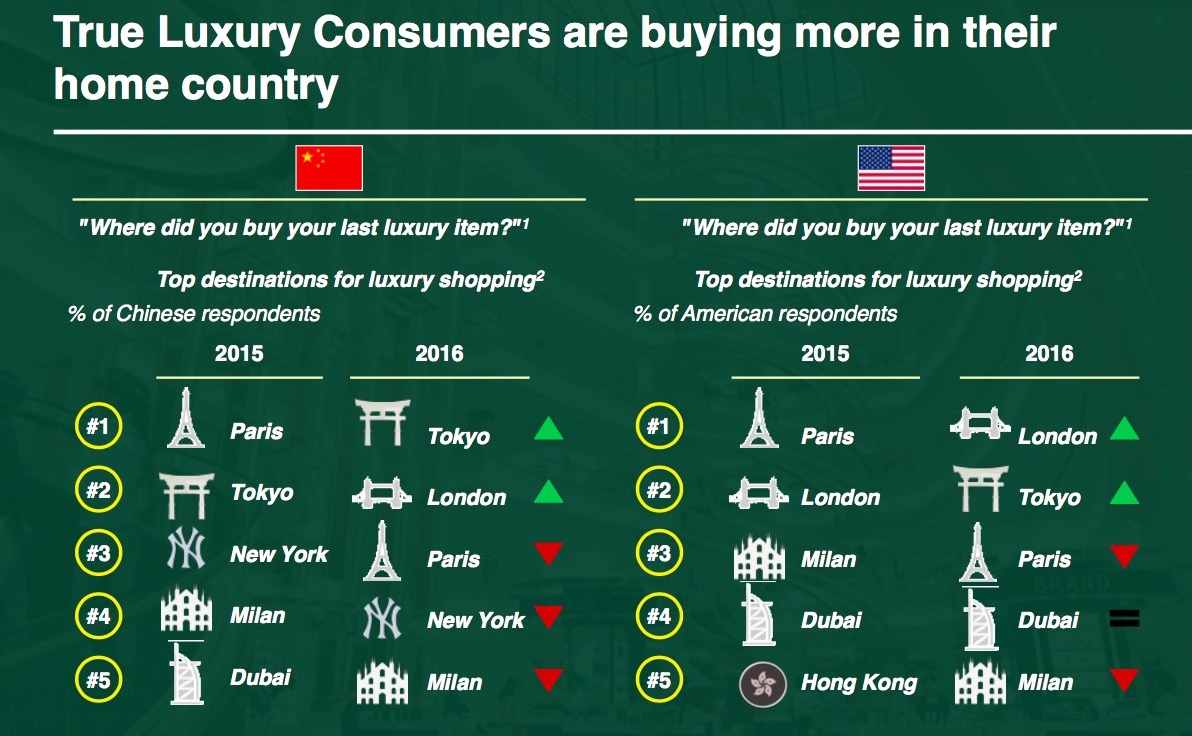 True Luxury Consumers are buying more in their
home country
"Where did you buy your last luxury item?"1
Top destinations for luxury shopping2
% of Chinese respondents
2015 2016
#1 Paris Tokyo
#2 Tokyo London
#3 New York Paris
#4 Milan New York
#5 Dubai Milan
"Where did you buy your last luxury item?"1
Top destinations for luxury shopping2
% of American respondents
2015 2016
#1 Paris London
#2 London Tokyo
#3 Milan Paris
#4 Dubai Dubai
#5 Hong Kong Milan
BRAND